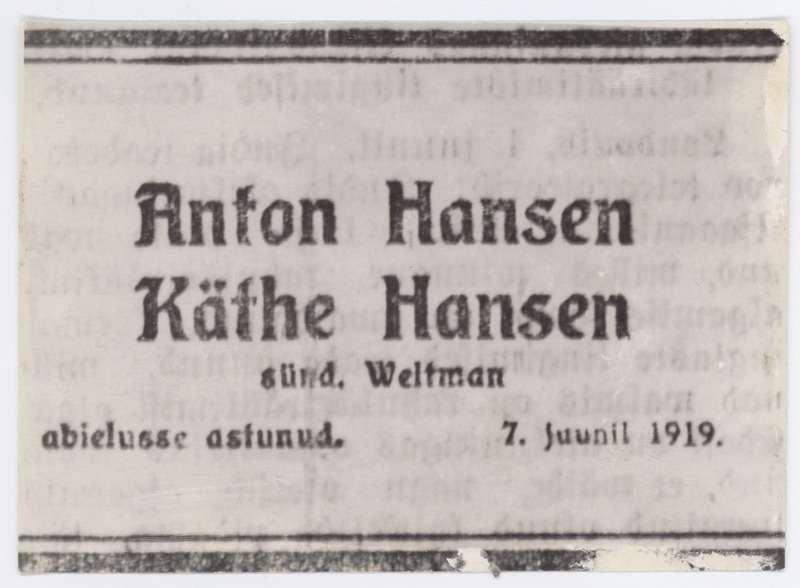 Anton Hansen
Käthe Hansen
sünd. Weltman
abielusse astunud. 7. juunil 1919.